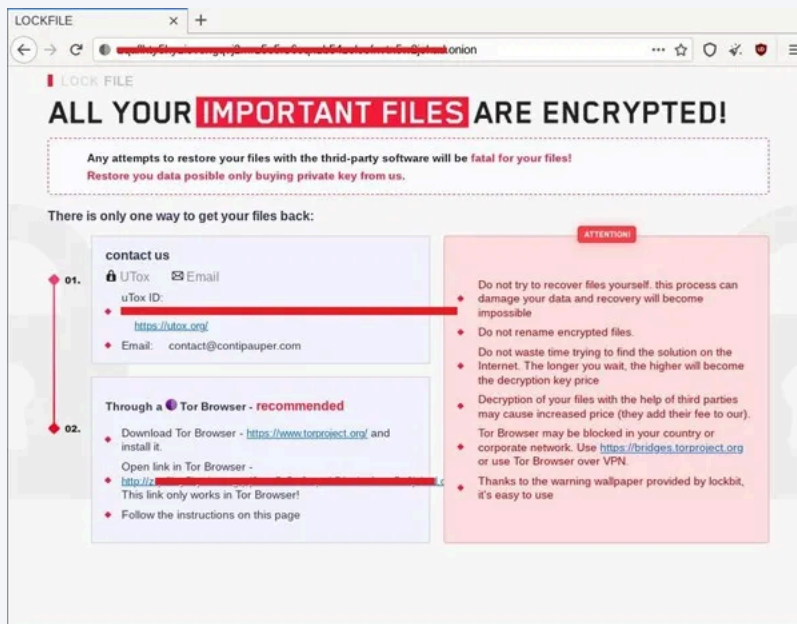 LOCKFILE
onion
LOCK FILE
ALL YOUR IMPORTANT FILES ARE ENCRYPTED!
Any attempts to restore your files with the thrid-party software will be fatal for your files!
Restore you data posible only buying private key from us.
There is only one way to get your files back:
01.
contact us
UTox Email
uTox ID:
https://utox.org/
Email: contact@contipauper.com
02.
Through a Tor Browser - recommended
Download Tor Browser - https://www.torproject.org/ and
install it.
Open link in Tor Browser -
http://z
This link only works in Tor Browser!
Follow the instructions on this page
ATTENTION!
Do not try to recover files yourself. this process can
damage your data and recovery will become
impossible
Do not rename encrypted files.
Do not waste time trying to find the solution on the
Internet. The longer you wait, the higher will become
the decryption key price
Decryption of your files with the help of third parties
may cause increased price (they add their fee to our).
Tor Browser may be blocked in your country or
corporate network. Use https://bridges.torproject.org
or use Tor Browser over VPN.
Thanks to the warning wallpaper provided by lockbit,
it's easy to use